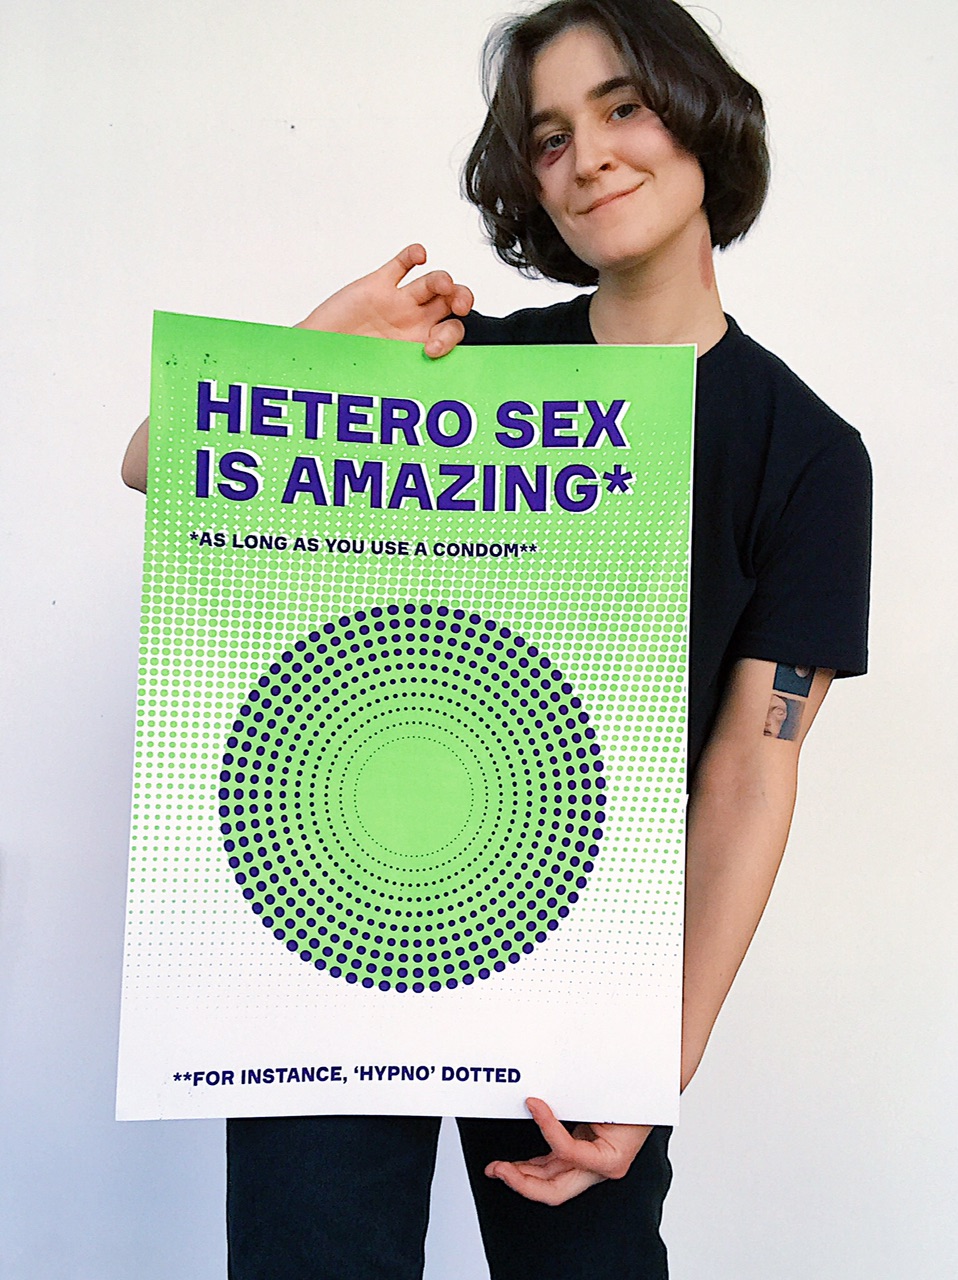 HETERO SEX
IS AMAZING*
*AS LONG AS YOU USE A CONDOM**
**FOR INSTANCE, ‘HYPNO’ DOTTED